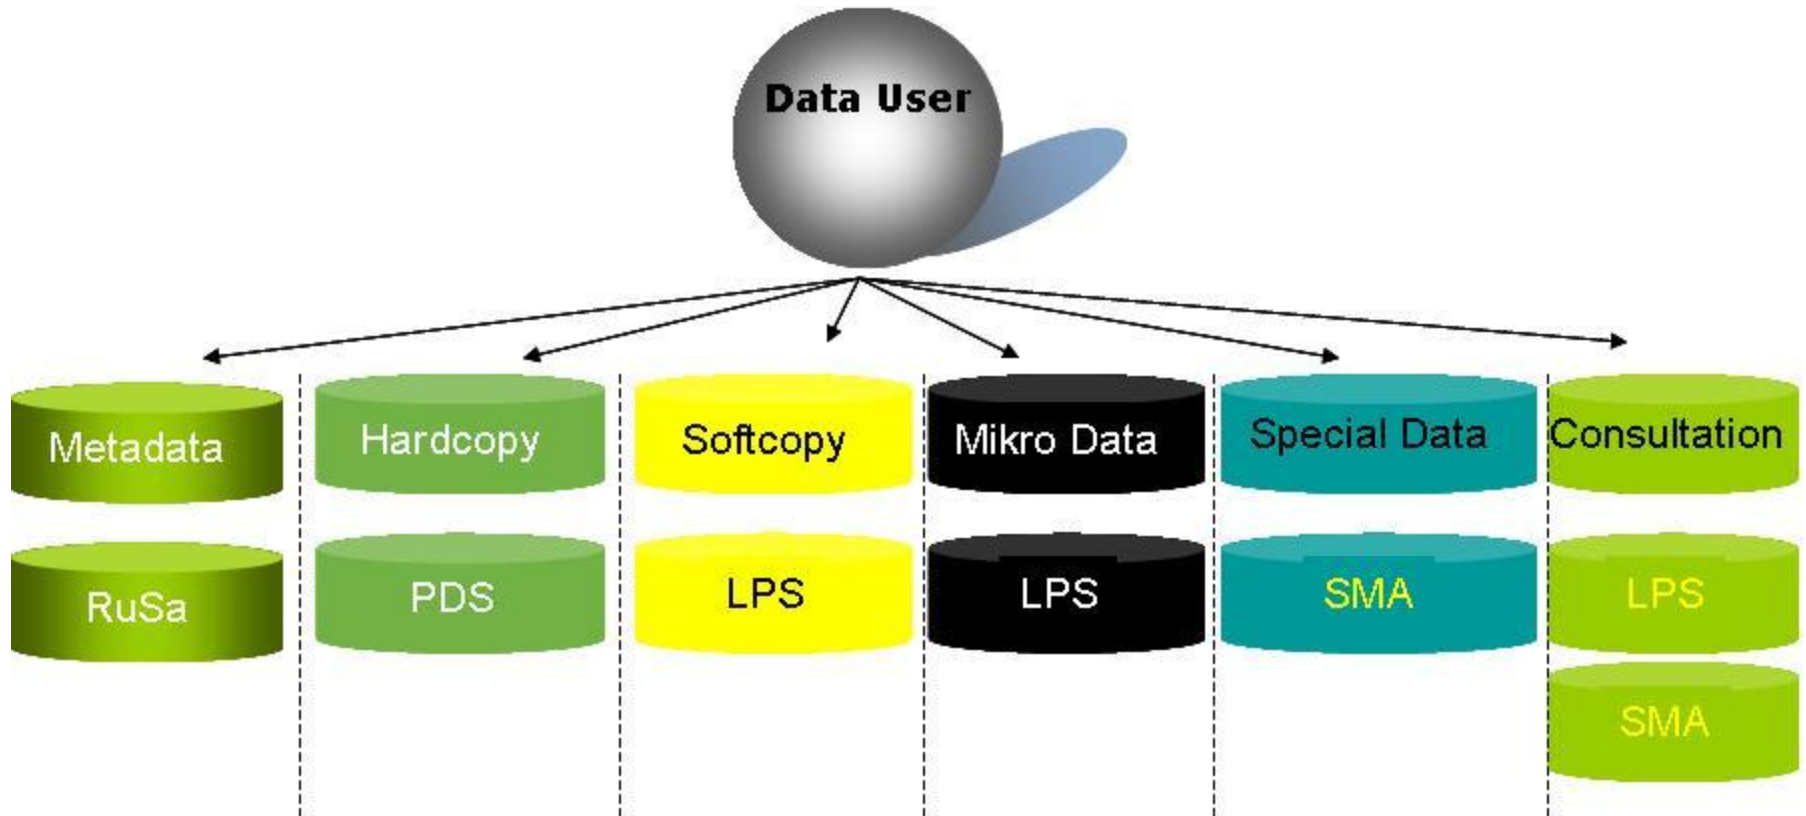 Data User
Metadata
Hardcopy
Softcopy
Mikro Data
Special Data
Consultation
RuSa
PDS
LPS
LPS
SMA
LPS
SMA